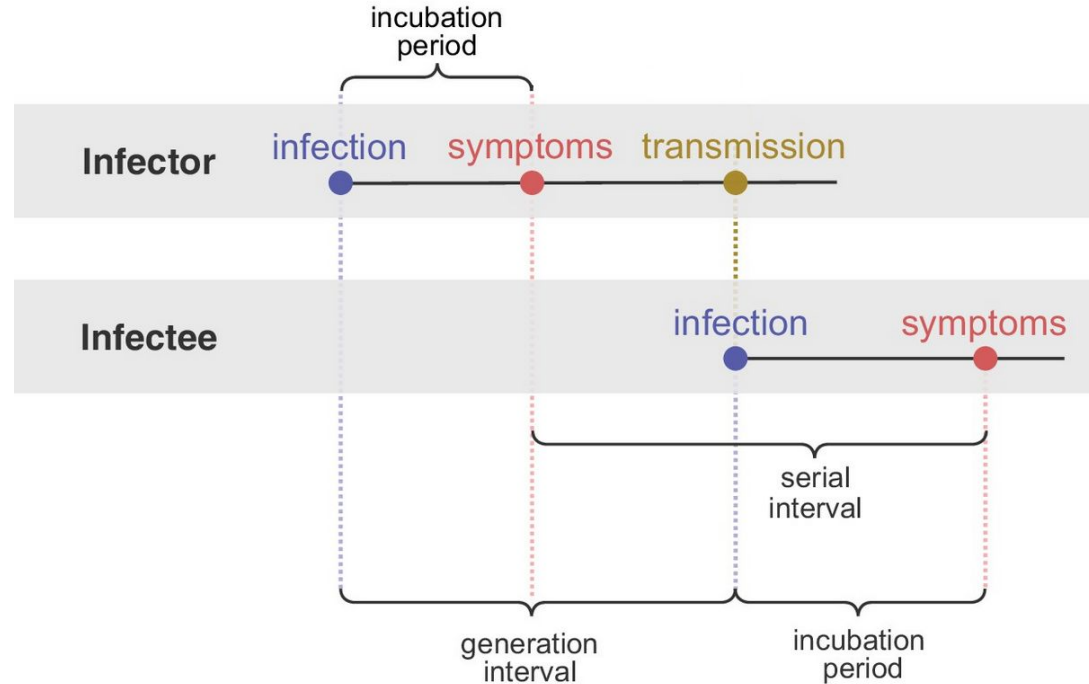 incubation
period
Infector
infection symptoms transmission
Infectee
infection symptoms
serial
interval
generation
interval
incubation
period